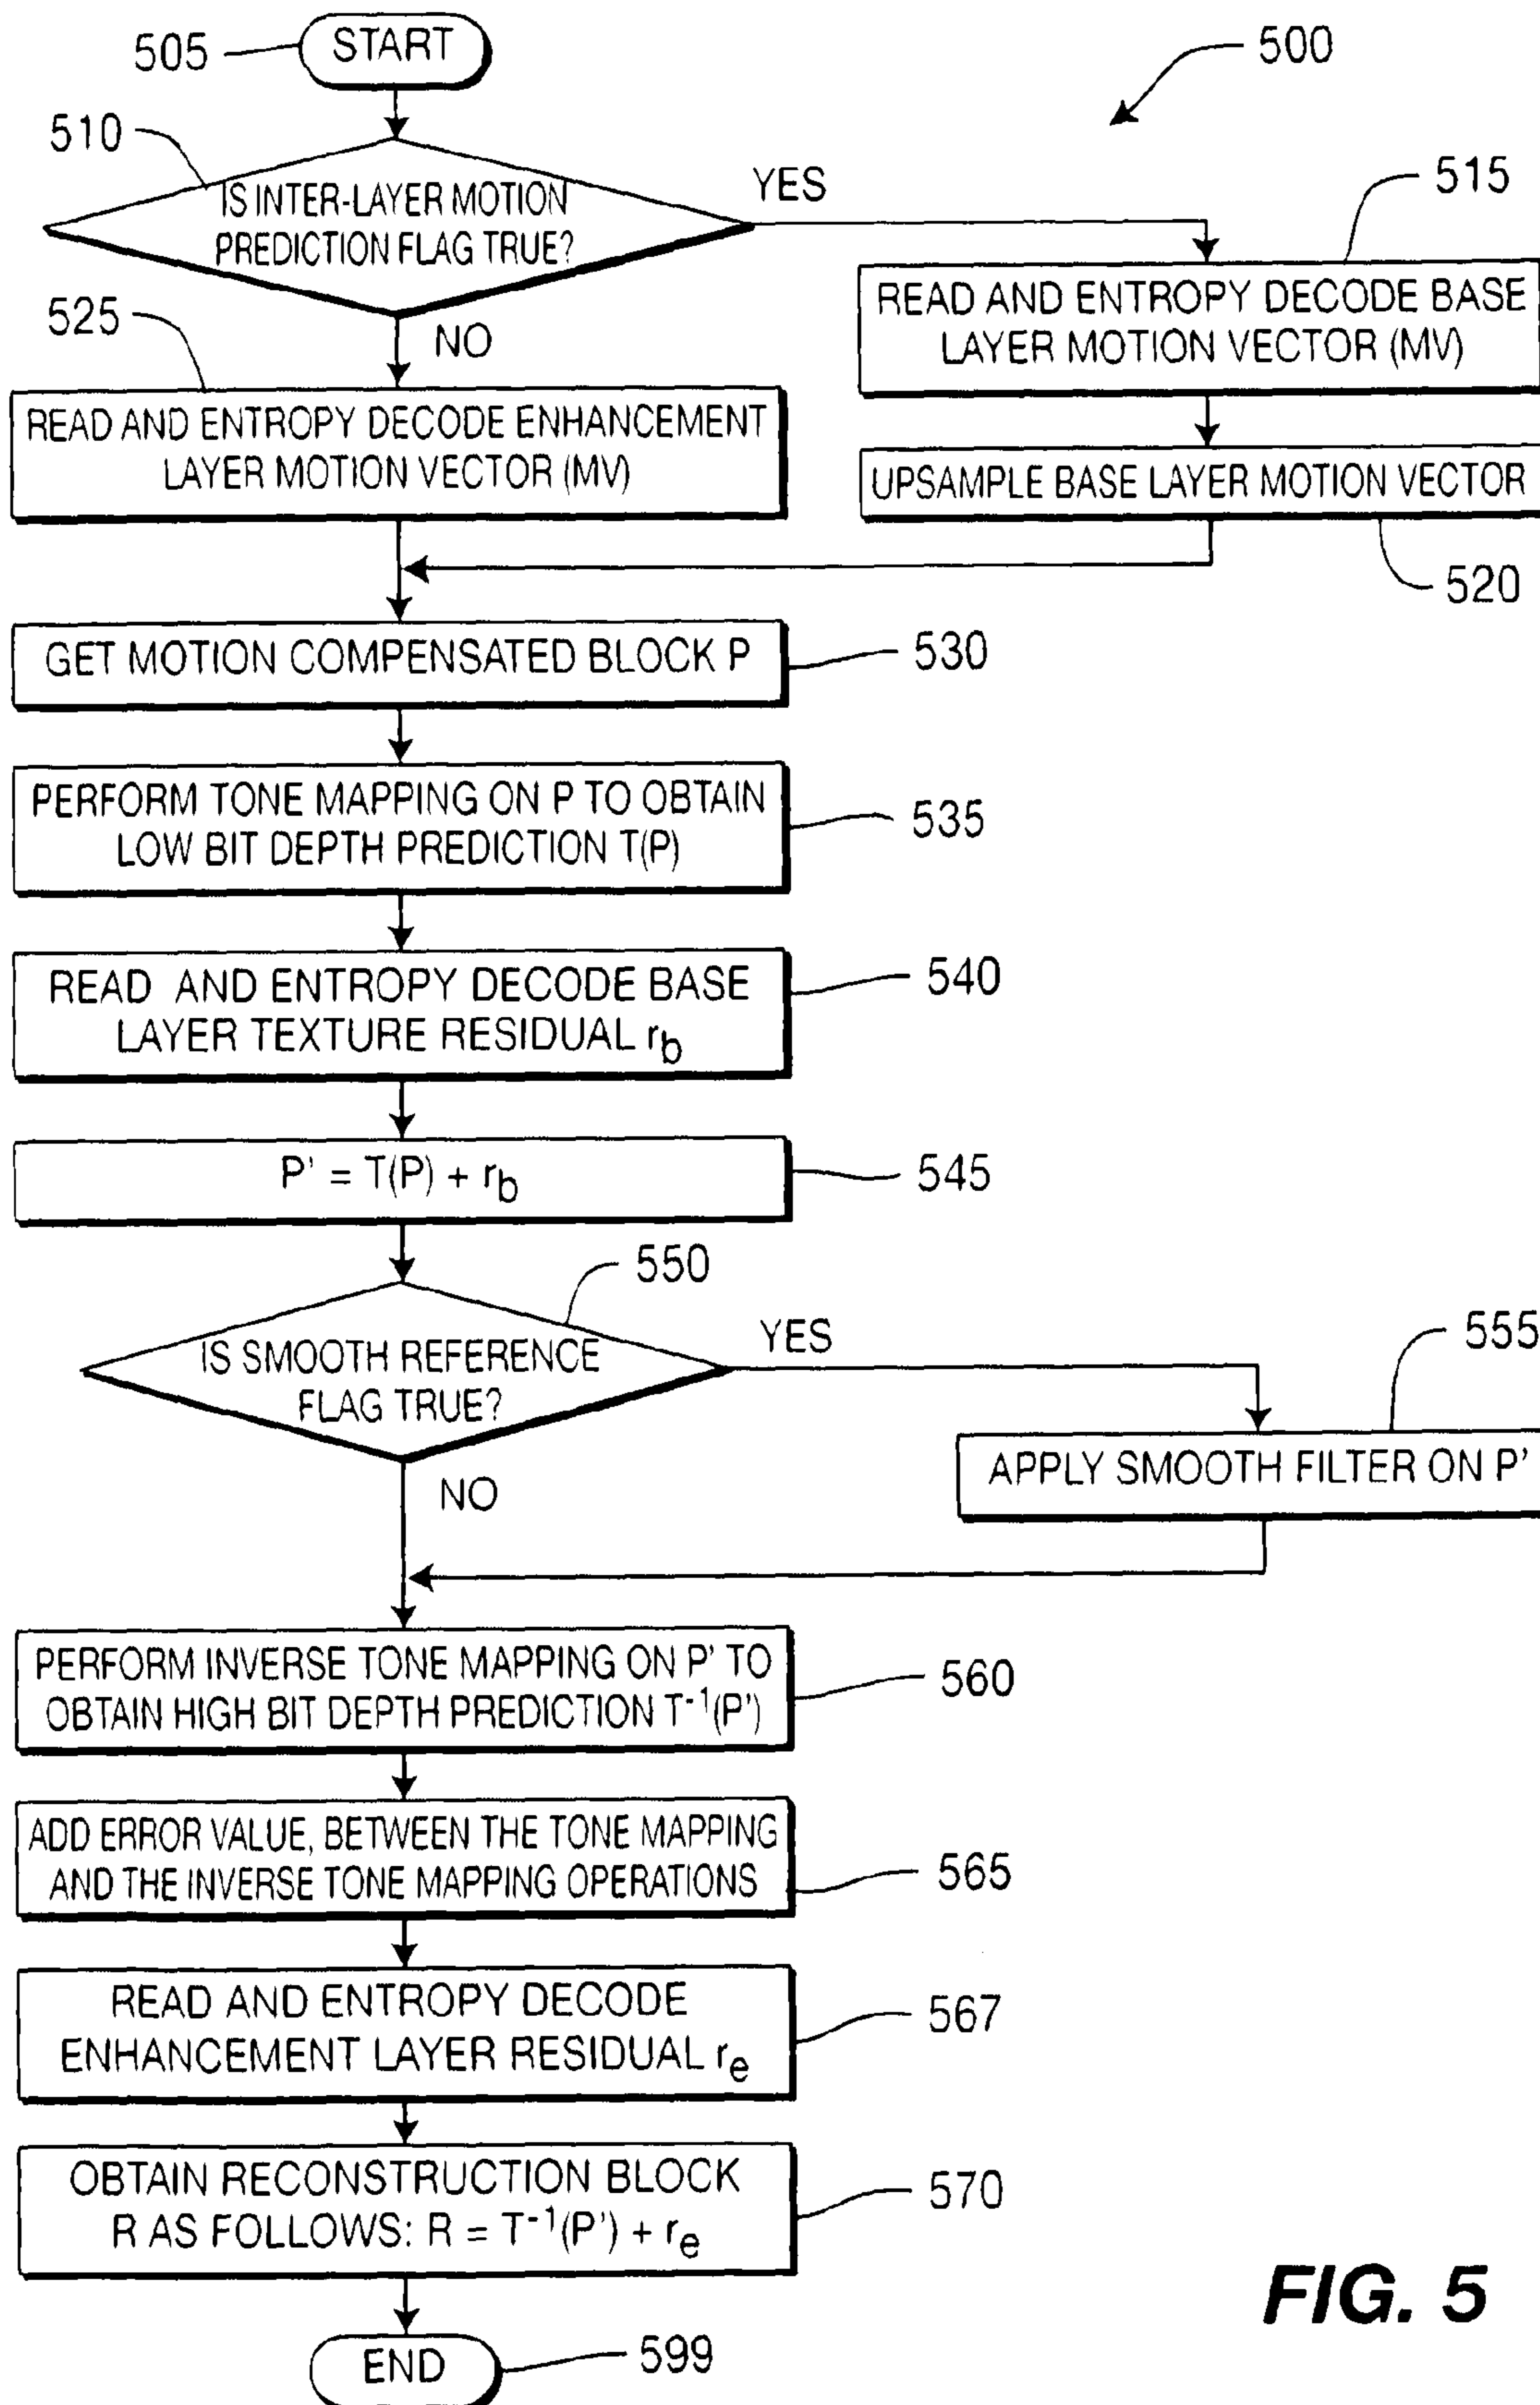 505
START
500
510
IS INTER-LAYER MOTION
PREDICTION FLAG TRUE?
YES
515
READ AND ENTROPY DECODE BASE
LAYER MOTION VECTOR (MV)
525
NO
READ AND ENTROPY DECODE ENHANCEMENT
LAYER MOTION VECTOR (MV)
UPSAMPLE BASE LAYER MOTION VECTOR
520
GET MOTION COMPENSATED BLOCK P
530
PERFORM TONE MAPPING ON P TO OBTAIN
LOW BIT DEPTH PREDICTION T(P)
535
READ AND ENTROPY DECODE BASE
LAYER TEXTURE RESIDUAL rb
540
P' = T(P) + rb
545
550
IS SMOOTH REFERENCE
FLAG TRUE?
YES
555
APPLY SMOOTH FILTER ON P'
NO
PERFORM INVERSE TONE MAPPING ON P' TO
OBTAIN HIGH BIT DEPTH PREDICTION T-1(P')
560
ADD ERROR VALUE, BETWEEN THE TONE MAPPING
AND THE INVERSE TONE MAPPING OPERATIONS
565
READ AND ENTROPY DECODE
ENHANCEMENT LAYER RESIDUAL re
567
OBTAIN RECONSTRUCTION BLOCK
R AS FOLLOWS: R = T-1(P') + re
570
FIG. 5
END
599